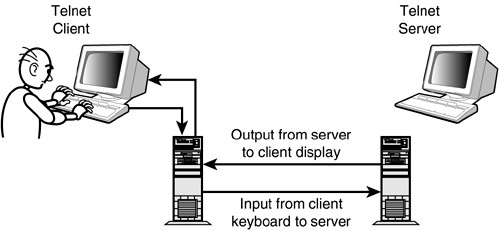 Telnet
Client
Telnet
Server
Output from server
to client display
Input from client
keyboard to server